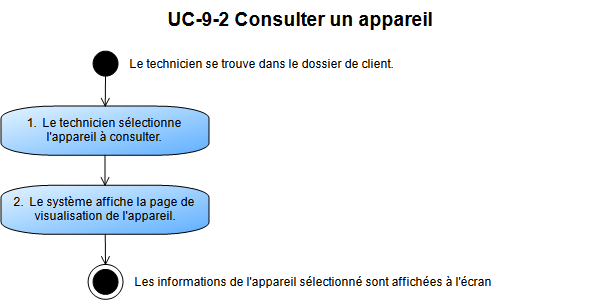 UC-9-2 Consulter un appareil
Le technicien se trouve dans le dossier de client.
1. Le technicien sélectionne
l'appareil à consulter.
2. Le système affiche la page de
visualisation de l'appareil.
Les informations de l'appareil sélectionné sont affichées à l'écran